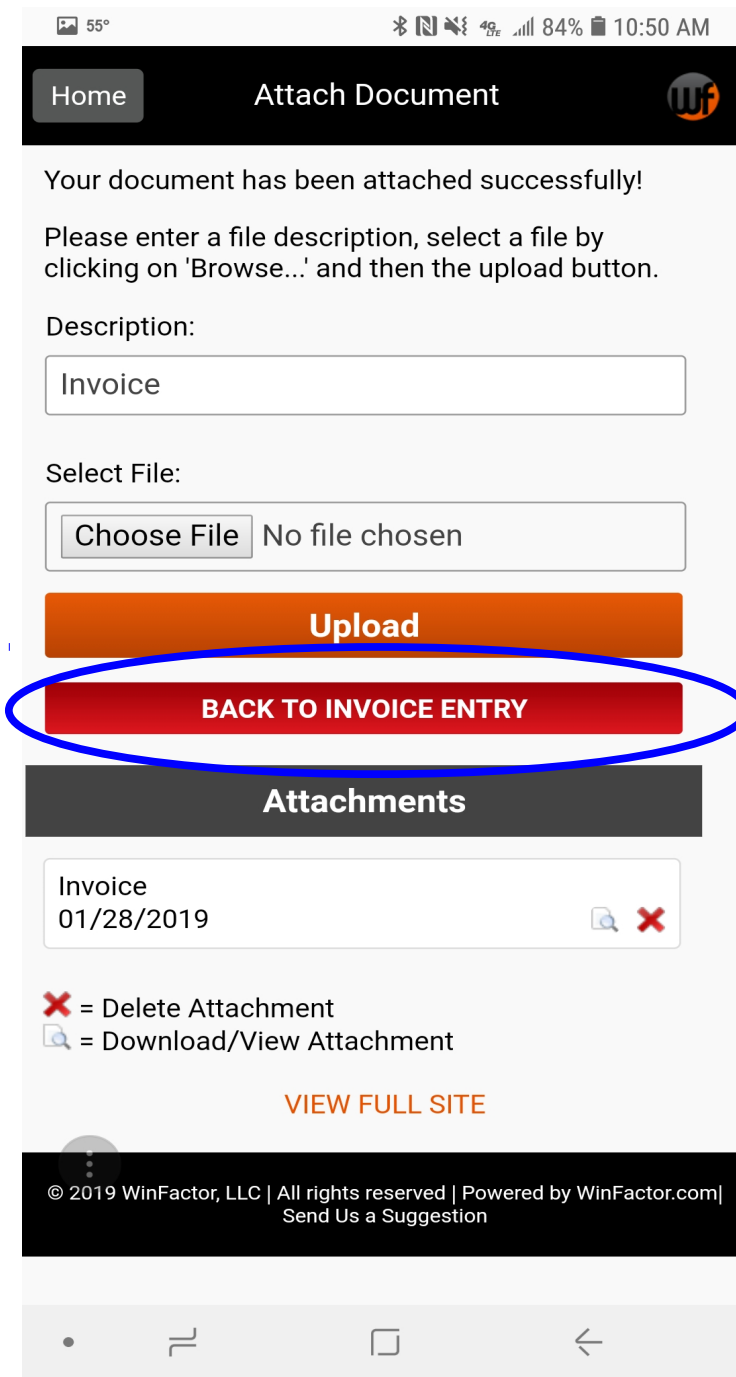 55° 4G LTE 84% 10:50 AM
Home Attach Document wf
Your document has been attached successfully!
Please enter a file description, select a file by
clicking on 'Browse...' and then the upload button.
Description:
Invoice
Select File:
Choose File No file chosen
Upload
BACK TO INVOICE ENTRY
Attachments
Invoice
01/28/2019
= Delete Attachment
= Download/View Attachment
VIEW FULL SITE
© 2019 WinFactor, LLC | All rights reserved | Powered by WinFactor.com|
Send Us a Suggestion